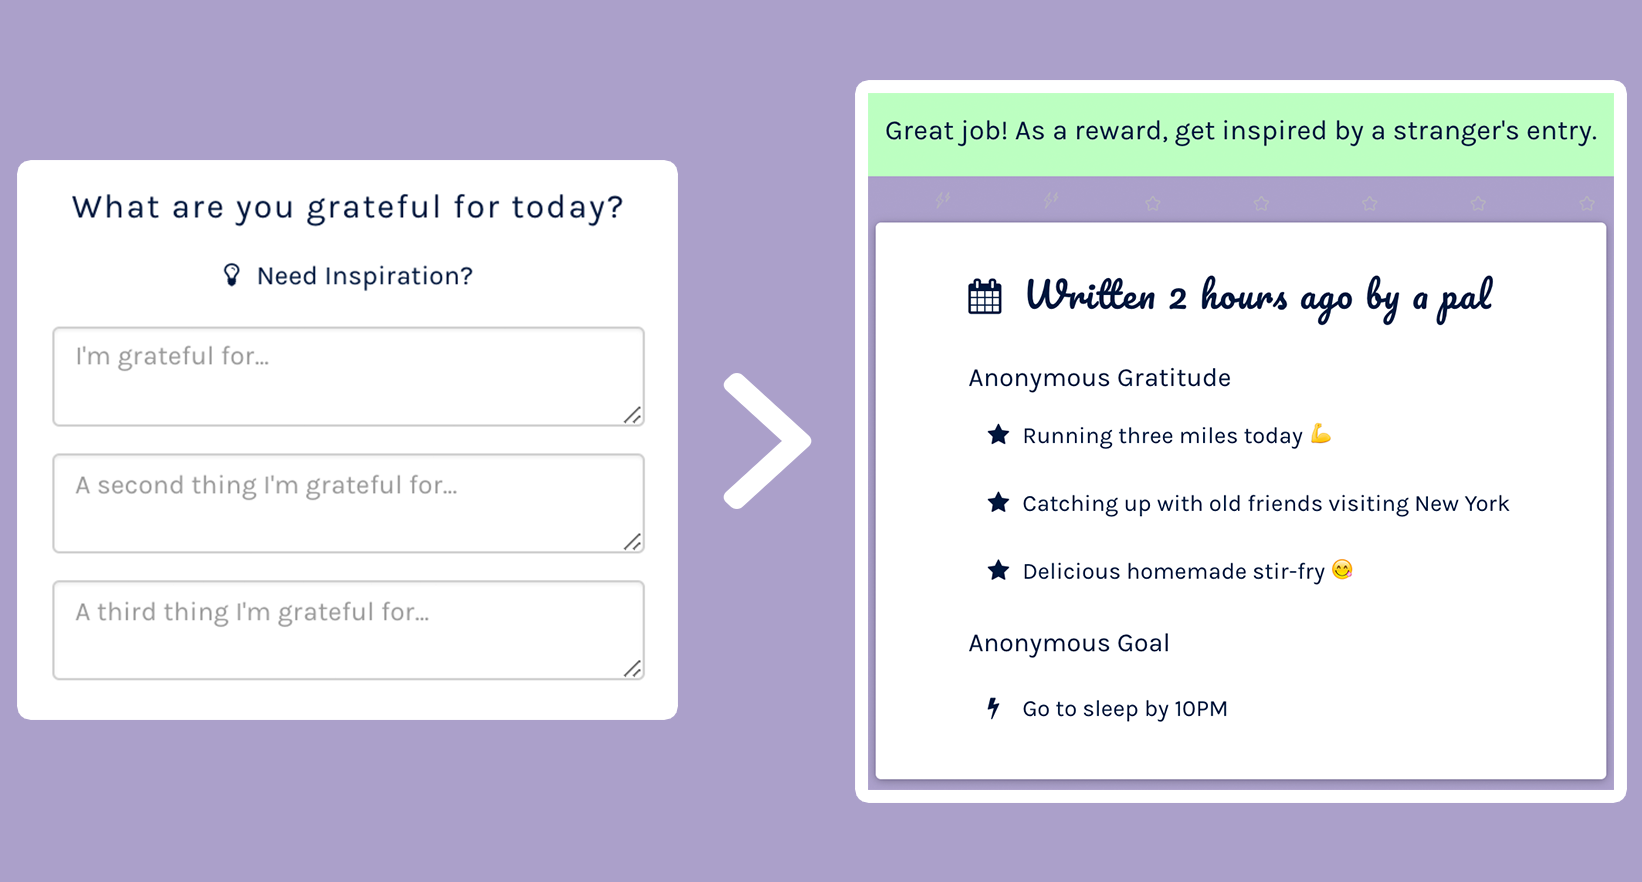 What are you grateful for today?
Need Inspiration?
I'm grateful for...
A second thing I'm grateful for...
A third thing I'm grateful for...
Great job! As a reward, get inspired by a stranger's entry.
Written 2 hours ago by a pal
Anonymous Gratitude
Running three miles today 💪
Catching up with old friends visiting New York
Delicious homemade stir-fry 😋
Anonymous Goal
Go to sleep by 10PM